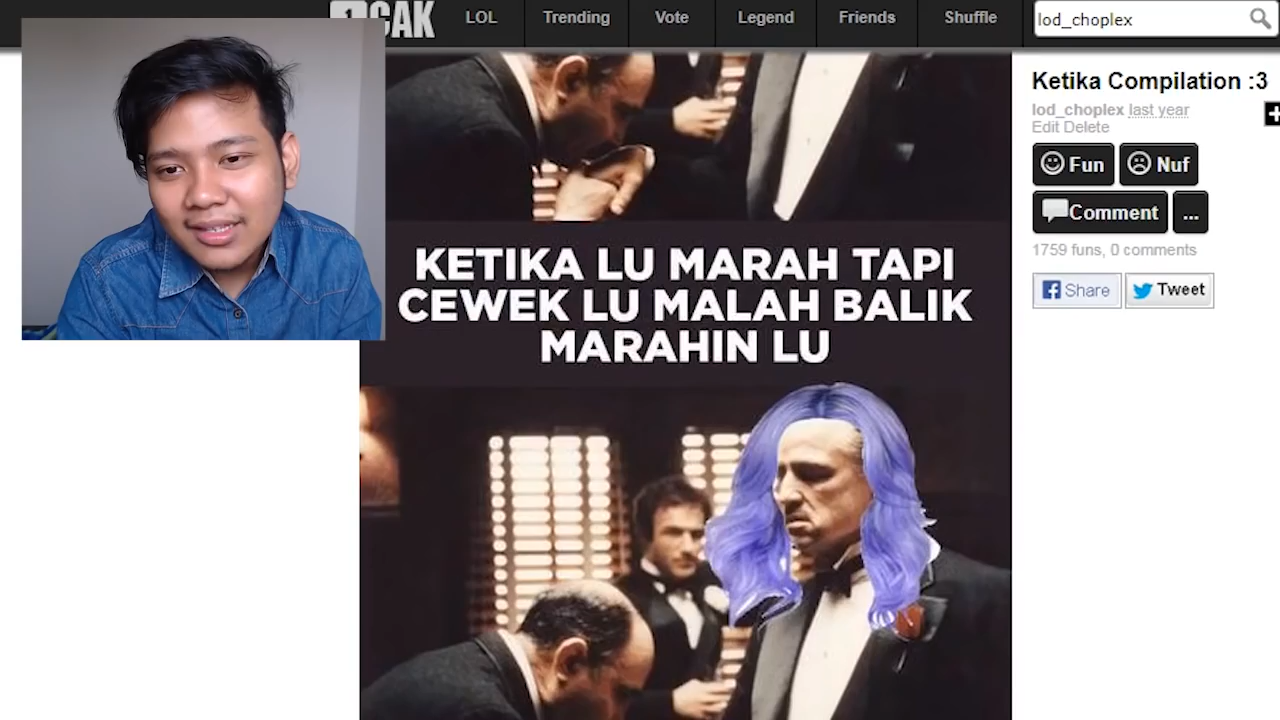 1CAK
LOL
Trending
Vote
Legend
Friends
Shuffle
lod_choplex
Ketika Compilation :3
lod_choplex last year
Edit Delete
Fun
Nuf
Comment
...
1759 funs, 0 comments
Share
Tweet
KETIKA LU MARAH TAPI
CEWEK LU MALAH BALIK
MARAHIN LU